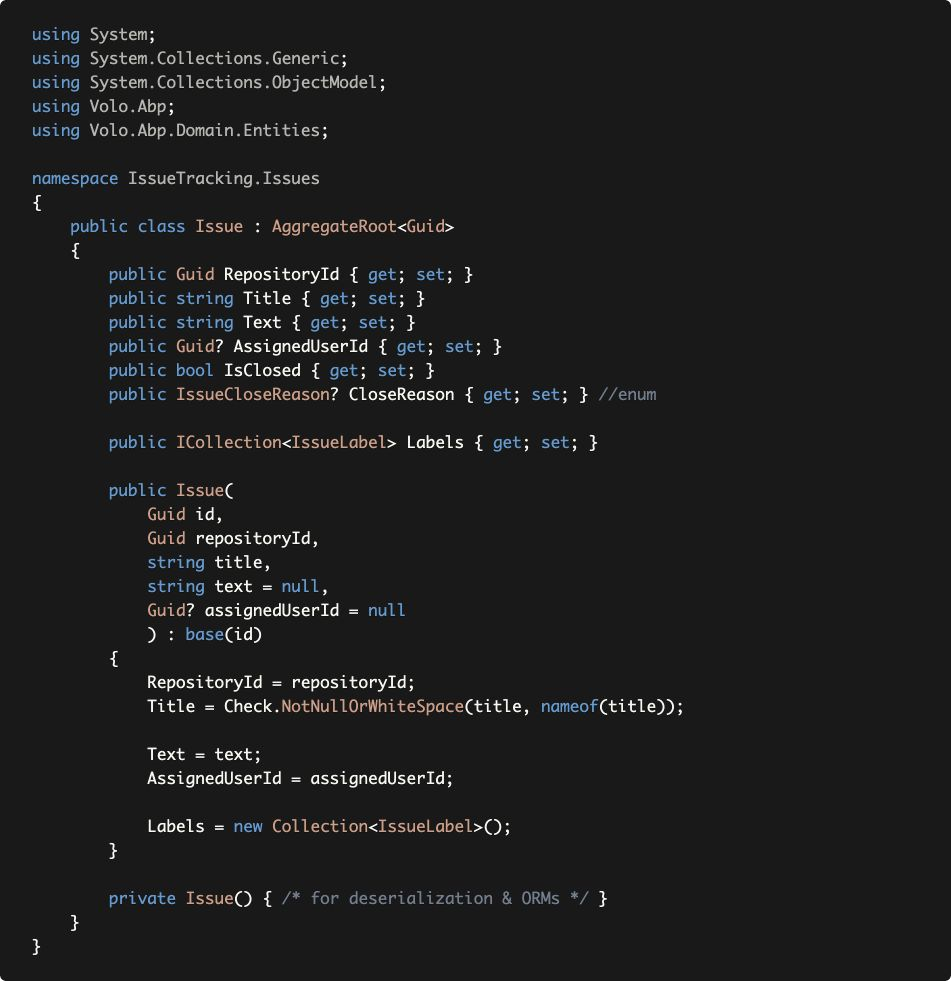 using System;
using System.Collections.Generic;
using System.Collections.ObjectModel;
using Volo.Abp;
using Volo.Abp.Domain.Entities;

namespace IssueTracking.Issues
{
    public class Issue : AggregateRoot<Guid>
    {
        public Guid RepositoryId { get; set; }
        public string Title { get; set; }
        public string Text { get; set; }
        public Guid? AssignedUserId { get; set; }
        public bool IsClosed { get; set; }
        public IssueCloseReason? CloseReason { get; set; } //enum

        public ICollection<IssueLabel> Labels { get; set; }

        public Issue(
            Guid id,
            Guid repositoryId,
            string title,
            string text = null,
            Guid? assignedUserId = null
            ) : base(id)
        {
            RepositoryId = repositoryId;
            Title = Check.NotNullOrWhiteSpace(title, nameof(title));

            Text = text;
            AssignedUserId = assignedUserId;

            Labels = new Collection<IssueLabel>();
        }

        private Issue() { /* for deserialization & ORMs */ }
    }
}